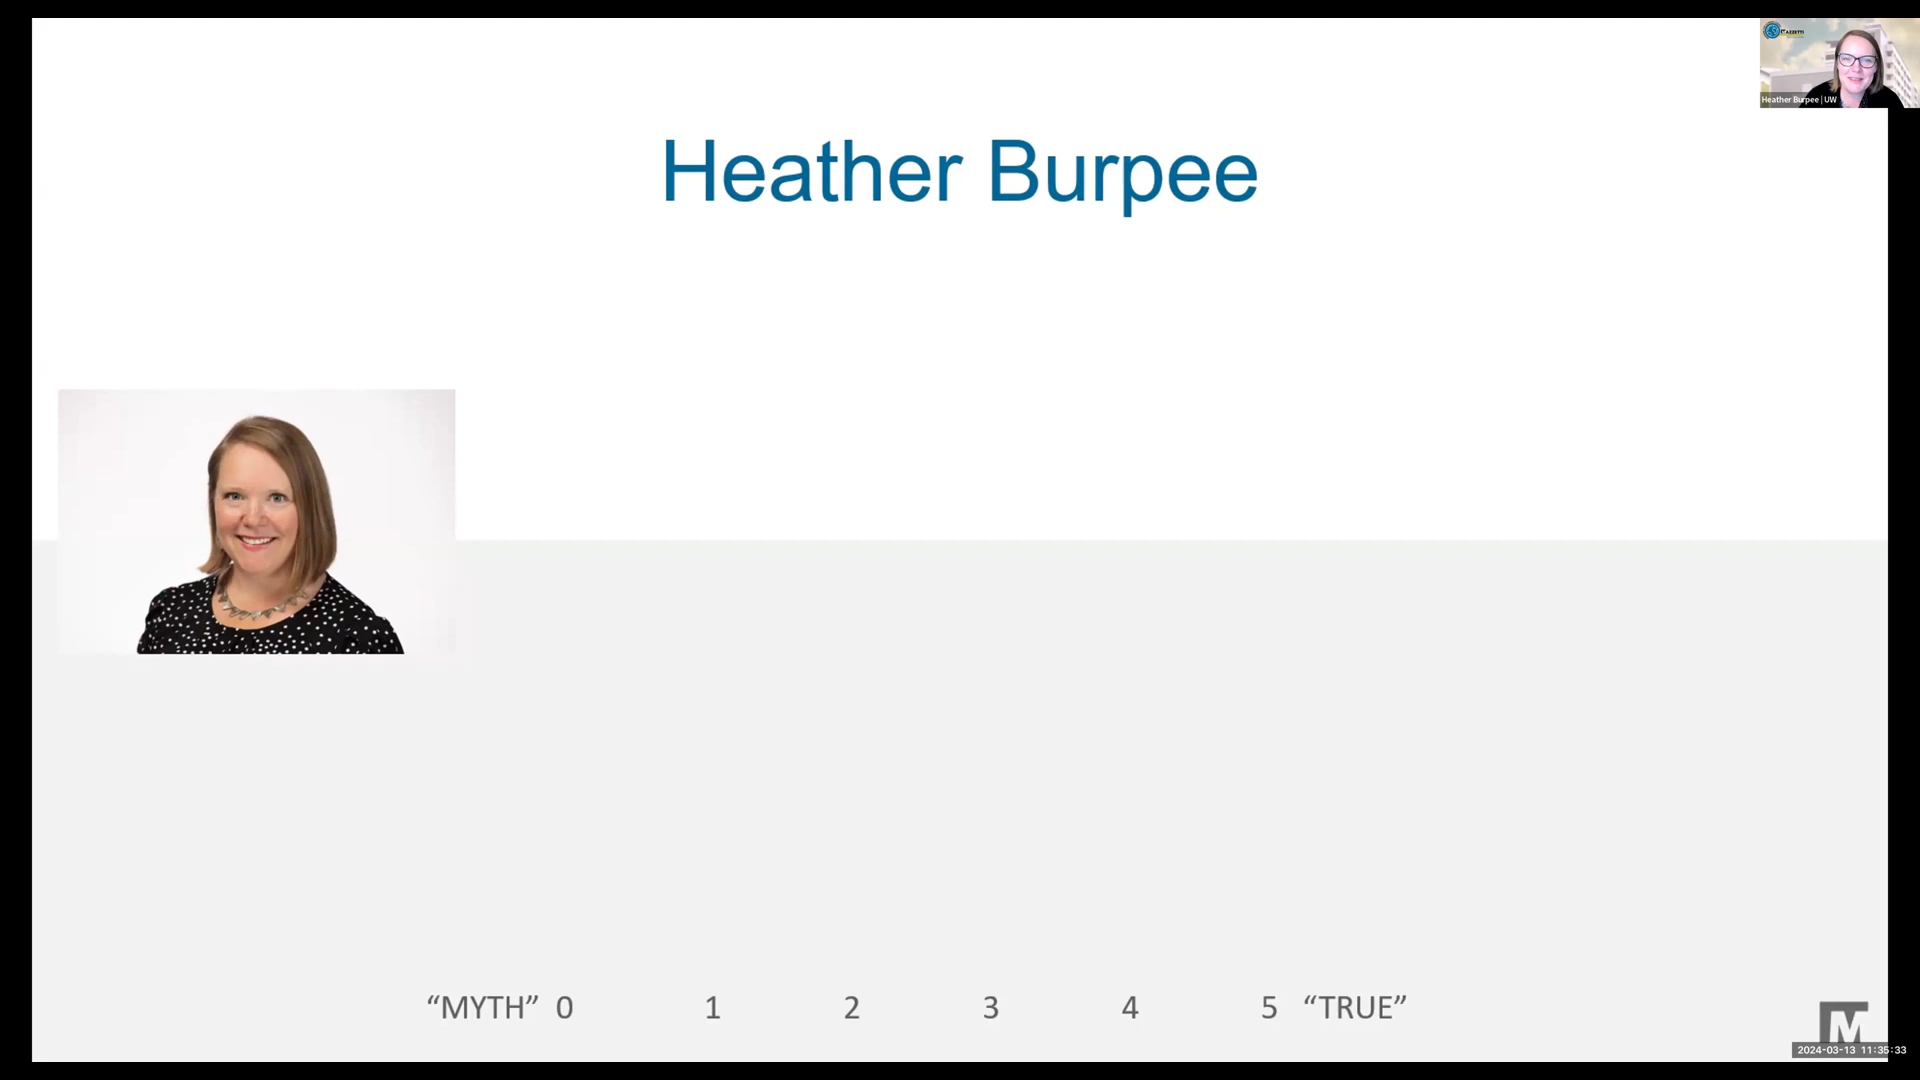 MAZZETTI
Heather Burpee | UW
Heather Burpee
“MYTH” 0 1 2 3 4 5 “TRUE”
M
2024-03-13 11:35:33